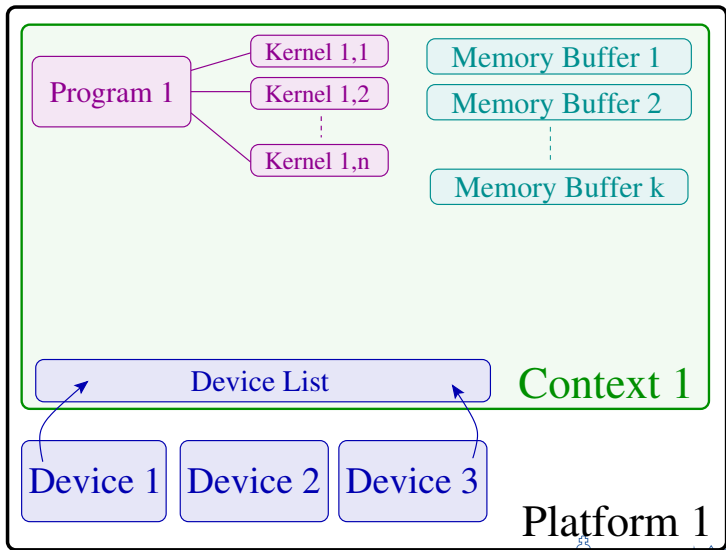 Program 1
Kernel 1,1
Kernel 1,2
Kernel 1,n
Memory Buffer 1
Memory Buffer 2
Memory Buffer k
Device List
Context 1
Device 1
Device 2
Device 3
Platform 1